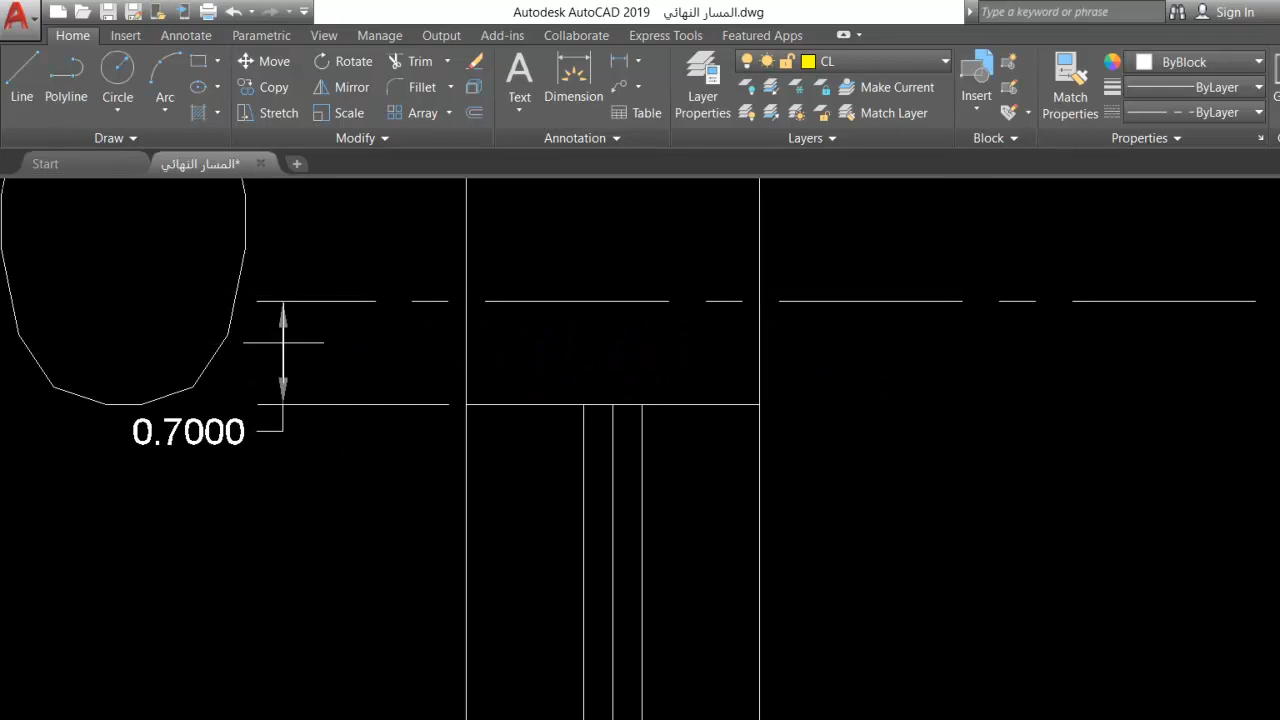 Autodesk AutoCAD 2019 المسار النهائي.dwg
Type a keyword or phrase
Sign In
Home Insert Annotate Parametric View Manage Output Add-ins Collaborate Express Tools Featured Apps
Line Polyline Circle Arc
Move Rotate Trim
Copy Mirror Fillet
Stretch Scale Array
Text Dimension Table
Layer Properties
CL
Make Current
Match Layer
Insert
Match Properties
ByBlock
ByLayer
ByLayer
Draw Modify Annotation Layers Block Properties
Start
المسار النهائي*
0.7000